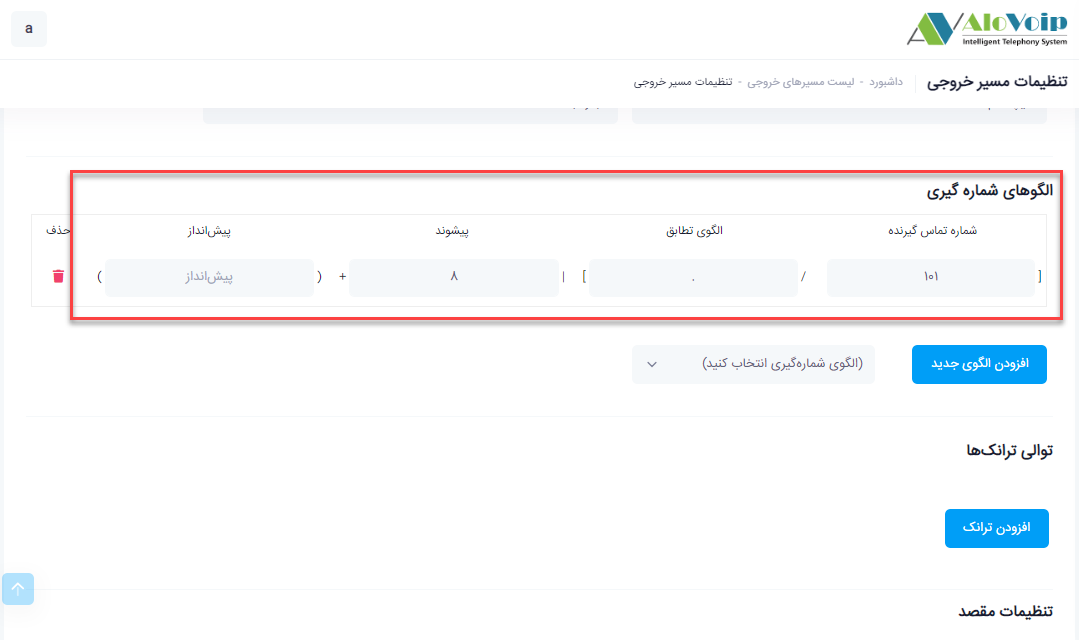 a
AloVoip
Intelligent Telephony System
تنظیمات مسیر خروجی
داشبورد - لیست مسیرهای خروجی - تنظیمات مسیر خروجی
الگوهای شماره گیری
شماره تماس گیرنده الگوی تطابق پیشوند پیش‌انداز حذف
] ۱۰۱ / . [ | ۸ + ( پیش‌انداز )
افزودن الگوی جدید (الگوی شماره‌گیری انتخاب کنید)
توالی ترانک‌ها
افزودن ترانک
تنظیمات مقصد